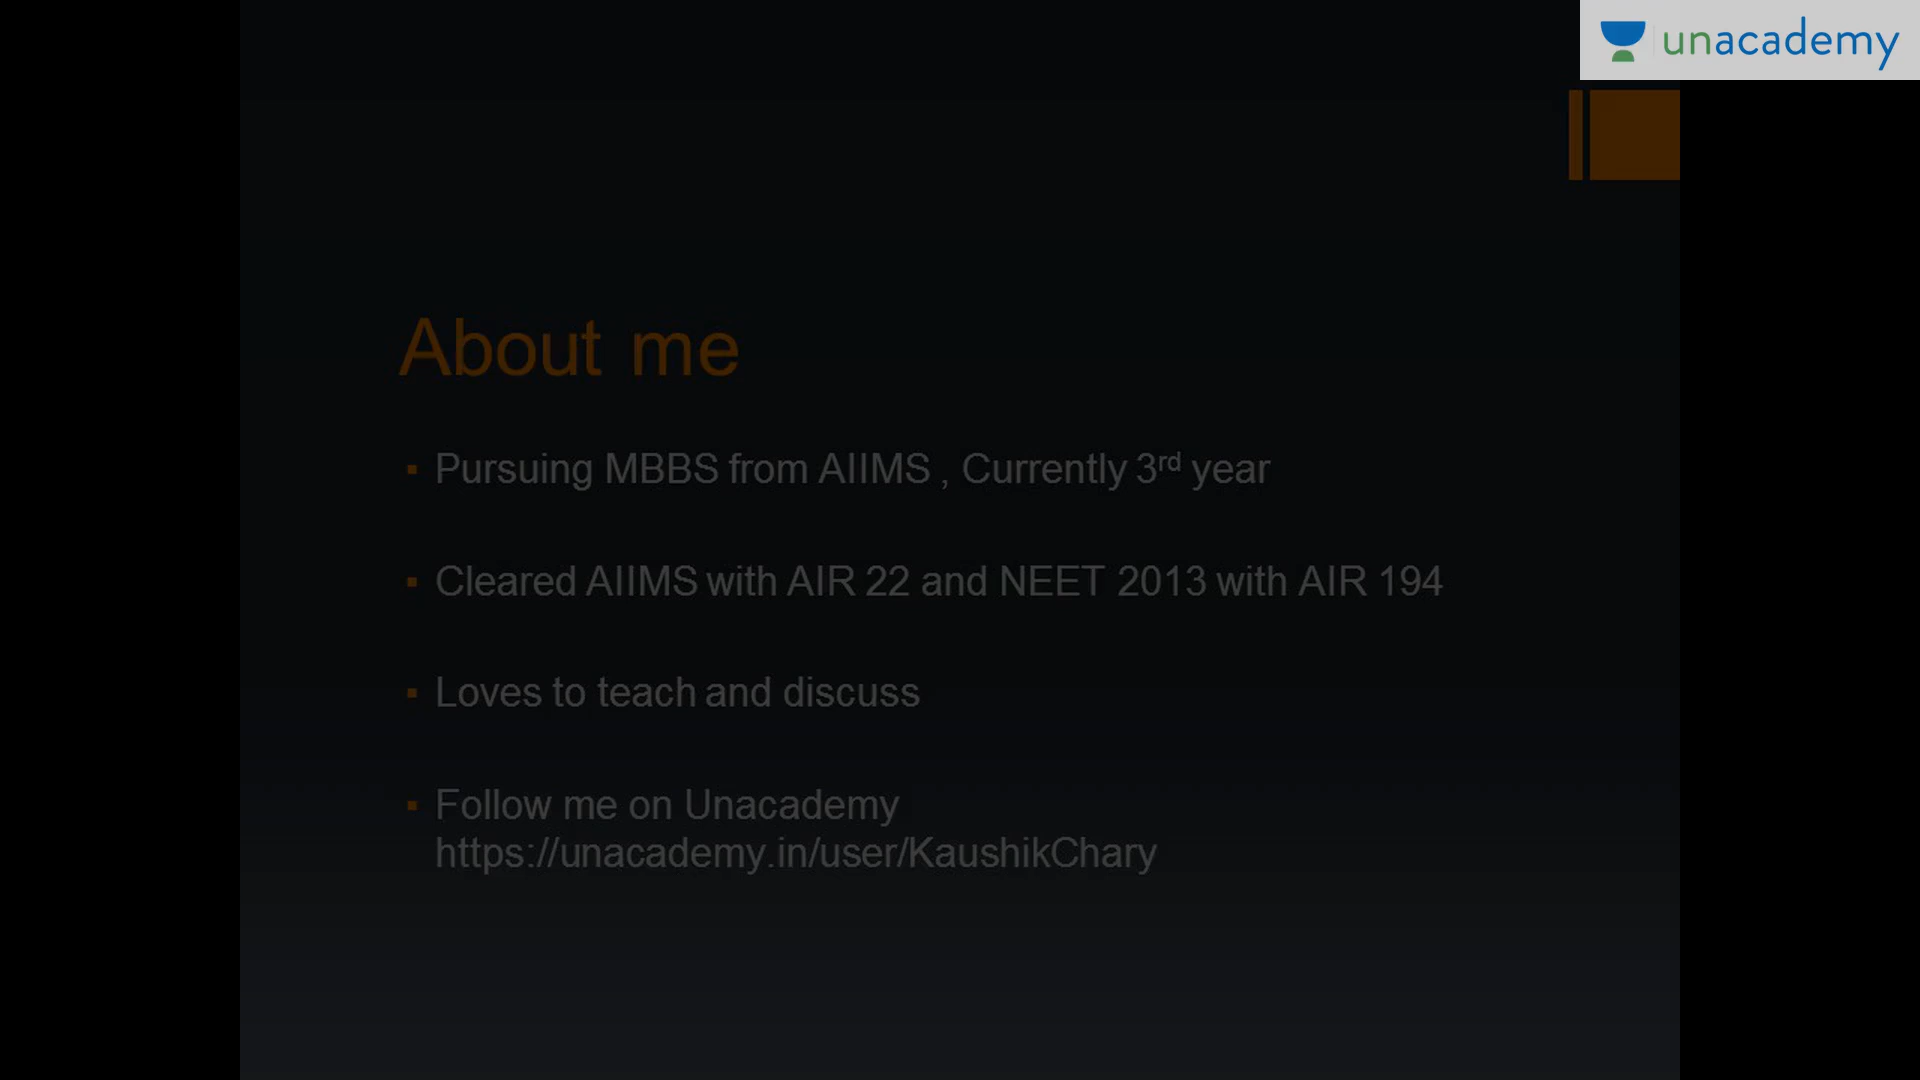 unacademy
About me
▪ Pursuing MBBS from AIIMS , Currently 3rd year
▪ Cleared AIIMS with AIR 22 and NEET 2013 with AIR 194
▪ Loves to teach and discuss
▪ Follow me on Unacademy
https://unacademy.in/user/KaushikChary